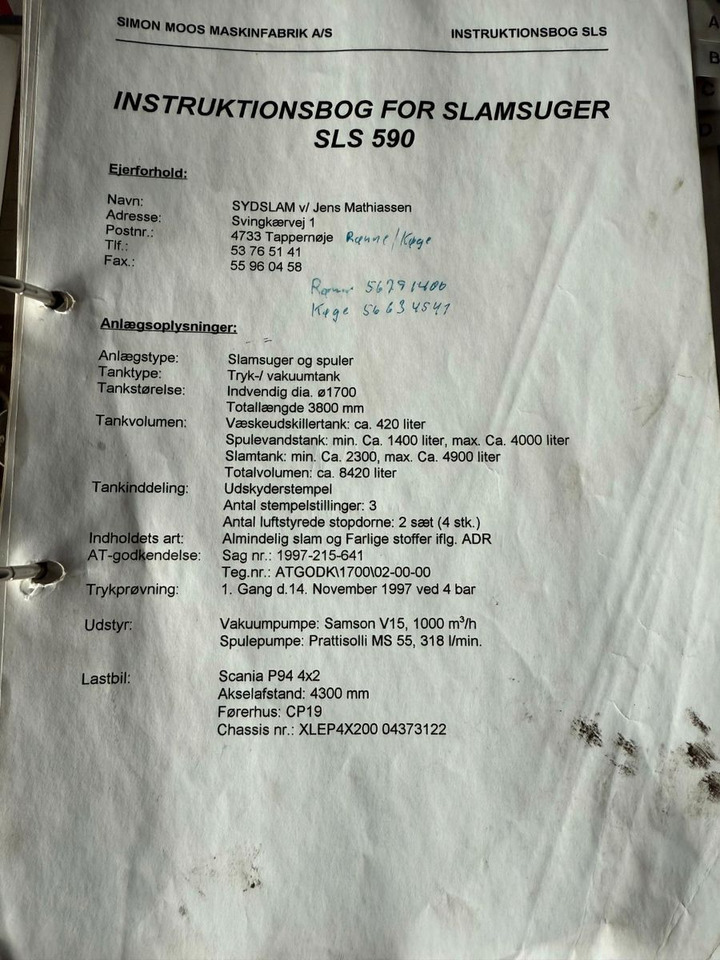 SIMON MOOS MASKINFABRIK A/S INSTRUKTIONSBOG SLS
INSTRUKTIONSBOG FOR SLAMSUGER
SLS 590
Ejerforhold:
Navn: SYDSLAM v/ Jens Mathiassen
Adresse: Svingkærvej 1
Postnr.: 4733 Tappernøje Rønne/Køge
Tlf.: 53 76 51 41
Fax.: 55 96 04 58
Rønne 56791400
Køge 56634541
Anlægsoplysninger:
Anlægstype: Slamsuger og spuler
Tanktype: Tryk-/ vakuumtank
Tankstørelse: Indvendig dia. ø1700
Totallængde 3800 mm
Tankvolumen: Væskeudskillertank: ca. 420 liter
Spulevandstank: min. Ca. 1400 liter, max. Ca. 4000 liter
Slamtank: min. Ca. 2300, max. Ca. 4900 liter
Totalvolumen: ca. 8420 liter
Tankinddeling: Udskyderstempel
Antal stempelstillinger: 3
Antal luftstyrede stopdorne: 2 sæt (4 stk.)
Indholdets art: Almindelig slam og Farlige stoffer iflg. ADR
AT-godkendelse: Sag nr.: 1997-215-641
Teg.nr.: ATGODK\1700\02-00-00
Trykprøvning: 1. Gang d.14. November 1997 ved 4 bar
Udstyr: Vakuumpumpe: Samson V15, 1000 m³/h
Spulepumpe: Prattisolli MS 55, 318 l/min.
Lastbil: Scania P94 4x2
Akselafstand: 4300 mm
Førerhus: CP19
Chassis nr.: XLEP4X200 04373122
A
B
C
D